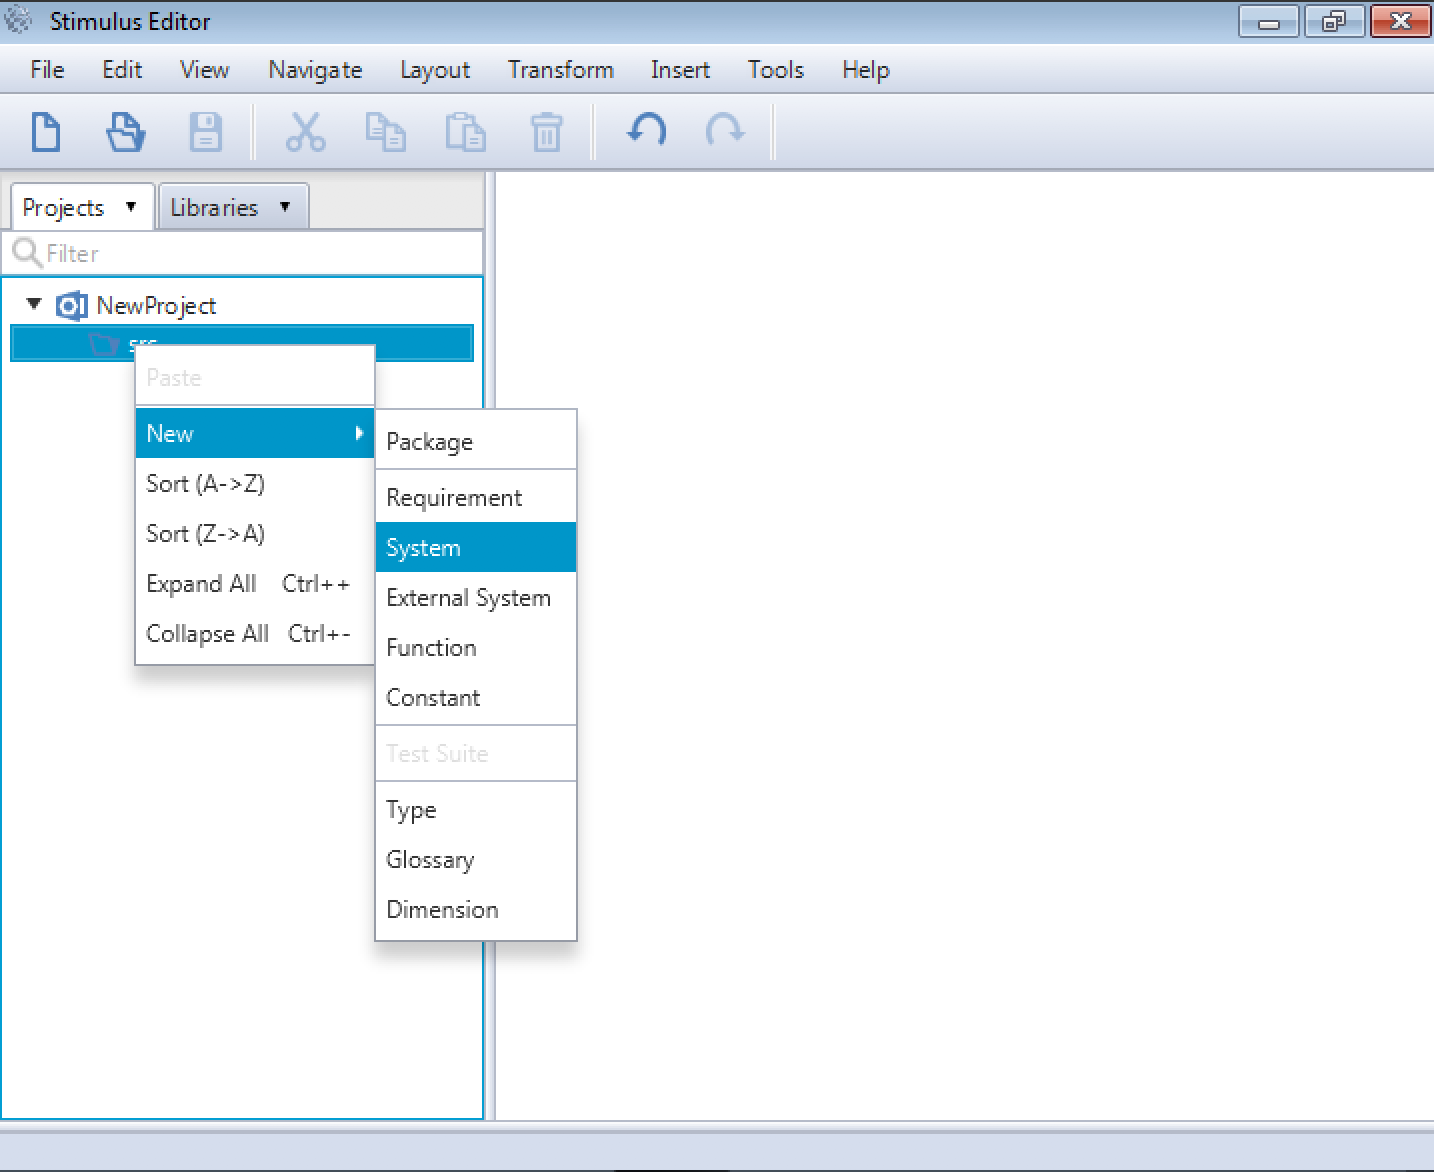 Stimulus Editor
File Edit View Navigate Layout Transform Insert Tools Help
Projects Libraries
Filter
NewProject
src
Paste
New
Sort (A->Z)
Sort (Z->A)
Expand All Ctrl++
Collapse All Ctrl+-
Package
Requirement
System
External System
Function
Constant
Test Suite
Type
Glossary
Dimension